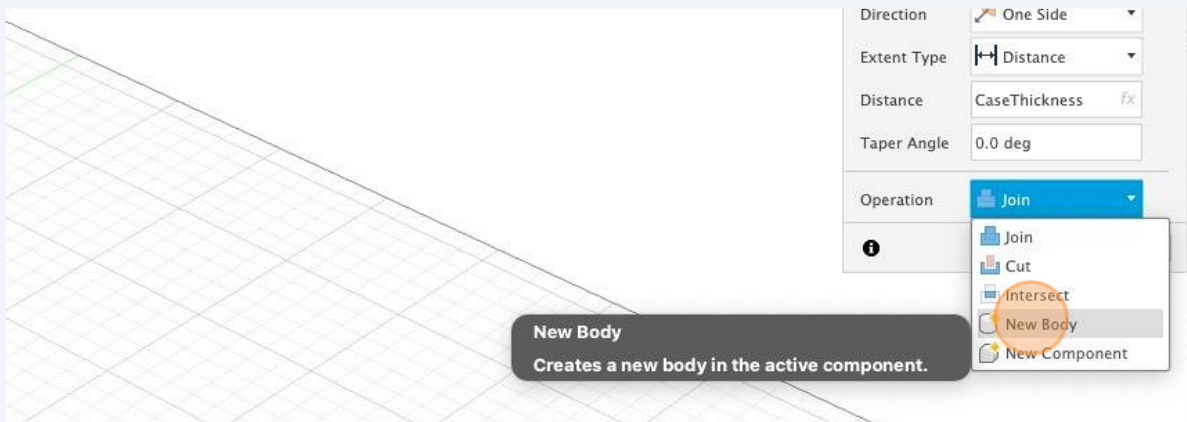 Direction One Side
Extent Type Distance
Distance CaseThickness fx
Taper Angle 0.0 deg
Operation Join
Join
Cut
Intersect
New Body
New Component
New Body
Creates a new body in the active component.